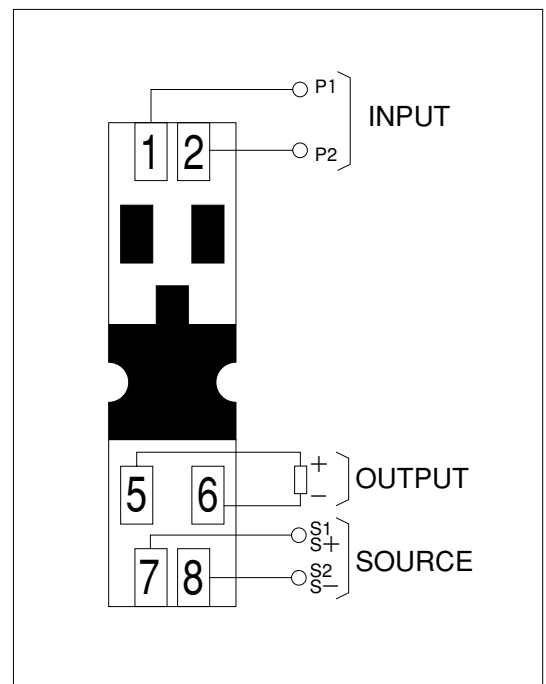 P1
INPUT
1 2
P2
+
5 6 OUTPUT
−
S1
S+
7 8 SOURCE
S2
S−